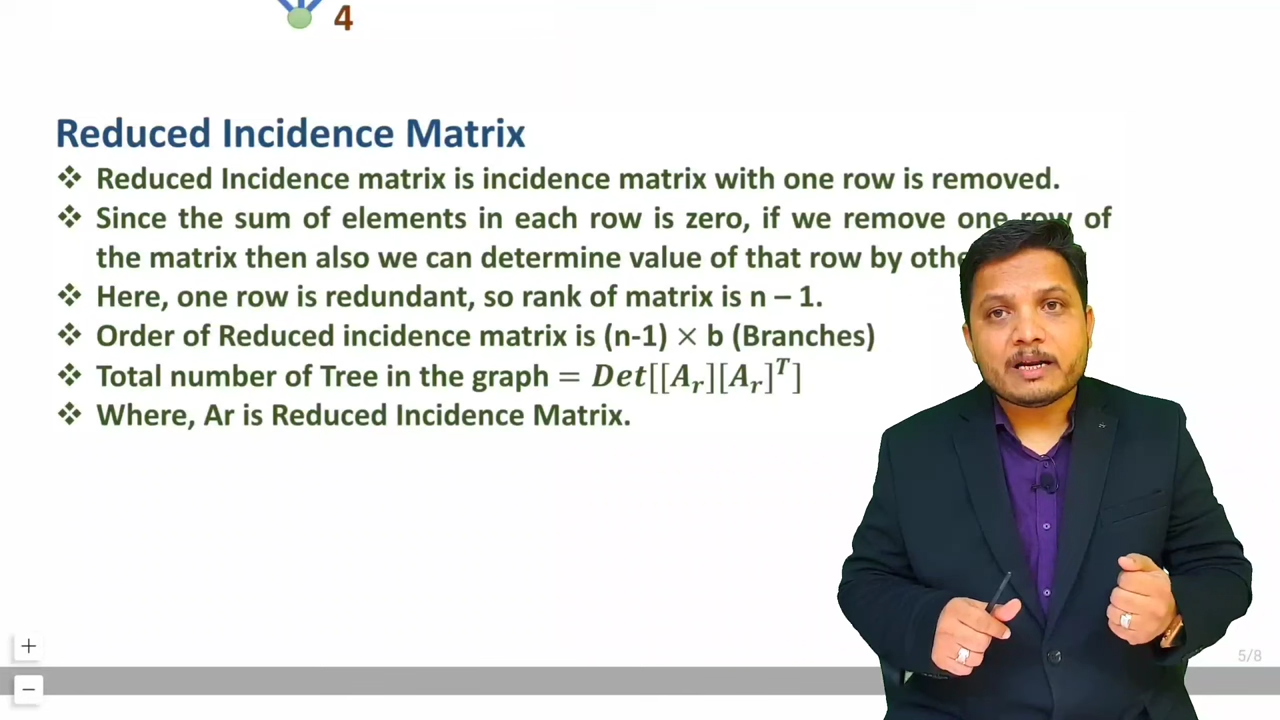 4
Reduced Incidence Matrix
❖ Reduced Incidence matrix is incidence matrix with one row is removed.
❖ Since the sum of elements in each row is zero, if we remove one row of
the matrix then also we can determine value of that row by
❖ Here, one row is redundant, so rank of matrix is n – 1.
❖ Order of Reduced incidence matrix is (n-1) × b (Branches)
❖ Total number of Tree in the graph = Det[[A_r][A_r]^T]
❖ Where, Ar is Reduced Incidence Matrix.
+
5/8
−